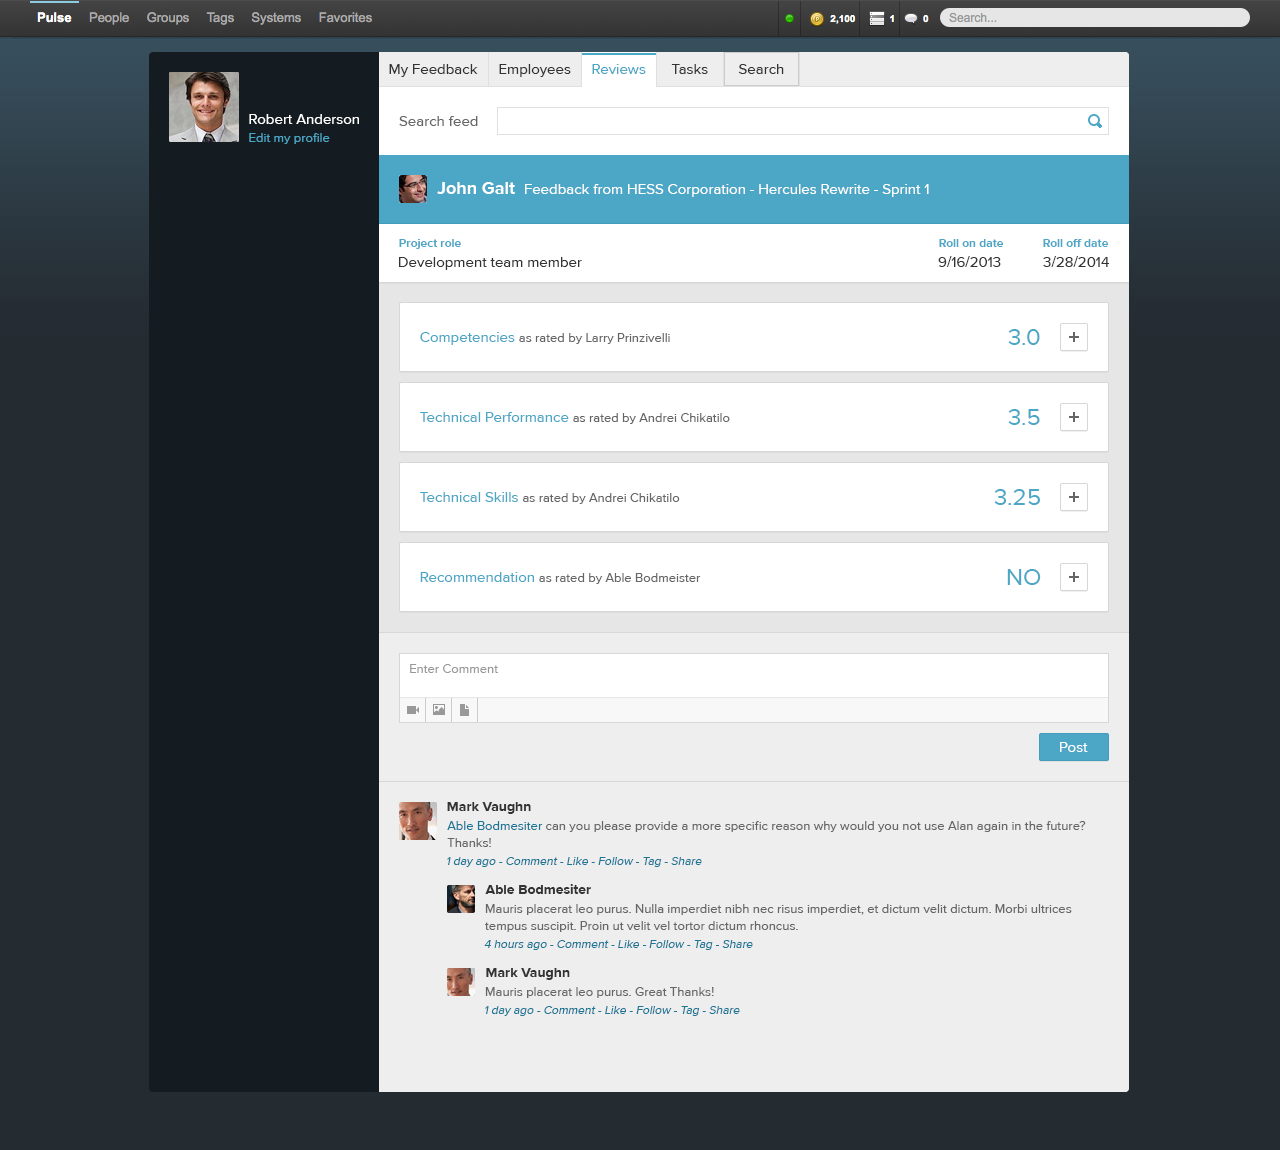 Pulse People Groups Tags Systems Favorites 2,100 1 0 Search...
Robert Anderson
Edit my profile
My Feedback Employees Reviews Tasks Search
Search feed
John Galt Feedback from HESS Corporation - Hercules Rewrite - Sprint 1
Project role Roll on date Roll off date
Development team member 9/16/2013 3/28/2014
Competencies as rated by Larry Prinzivelli 3.0 +
Technical Performance as rated by Andrei Chikatilo 3.5 +
Technical Skills as rated by Andrei Chikatilo 3.25 +
Recommendation as rated by Able Bodmeister NO +
Enter Comment
Post
Mark Vaughn
Able Bodmesiter can you please provide a more specific reason why would you not use Alan again in the future?
Thanks!
1 day ago - Comment - Like - Follow - Tag - Share
Able Bodmesiter
Mauris placerat leo purus. Nulla imperdiet nibh nec risus imperdiet, et dictum velit dictum. Morbi ultrices
tempus suscipit. Proin ut velit vel tortor dictum rhoncus.
4 hours ago - Comment - Like - Follow - Tag - Share
Mark Vaughn
Mauris placerat leo purus. Great Thanks!
1 day ago - Comment - Like - Follow - Tag - Share